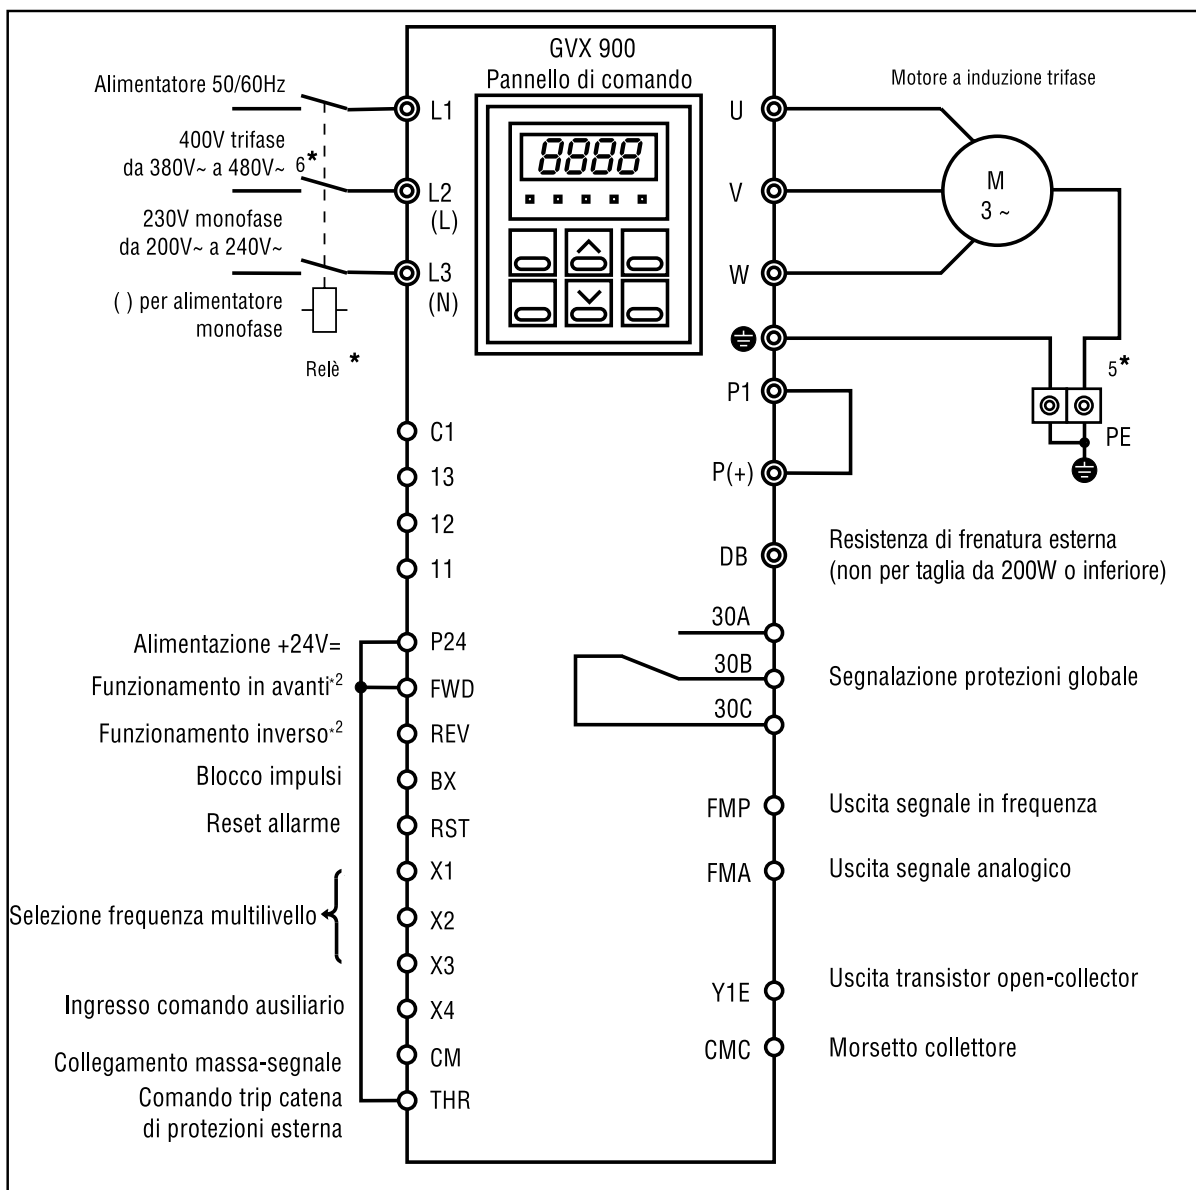 GVX 900
Pannello di comando
8888
Alimentatore 50/60Hz
400V trifase
da 380V~ a 480V~ 6*
230V monofase
da 200V~ a 240V~
( ) per alimentatore
monofase
Relè *
L1
L2
(L)
L3
(N)
C1
13
12
11
Alimentazione +24V=
P24
Funzionamento in avanti*2
FWD
Funzionamento inverso*2
REV
Blocco impulsi
BX
Reset allarme
RST
X1
Selezione frequenza multilivello
X2
X3
Ingresso comando ausiliario
X4
Collegamento massa-segnale
CM
Comando trip catena
di protezioni esterna
THR
Motore a induzione trifase
U
V
W
M
3 ~
5*
PE
P1
P(+)
DB
Resistenza di frenatura esterna
(non per taglia da 200W o inferiore)
30A
30B
30C
Segnalazione protezioni globale
FMP
Uscita segnale in frequenza
FMA
Uscita segnale analogico
Y1E
Uscita transistor open-collector
CMC
Morsetto collettore